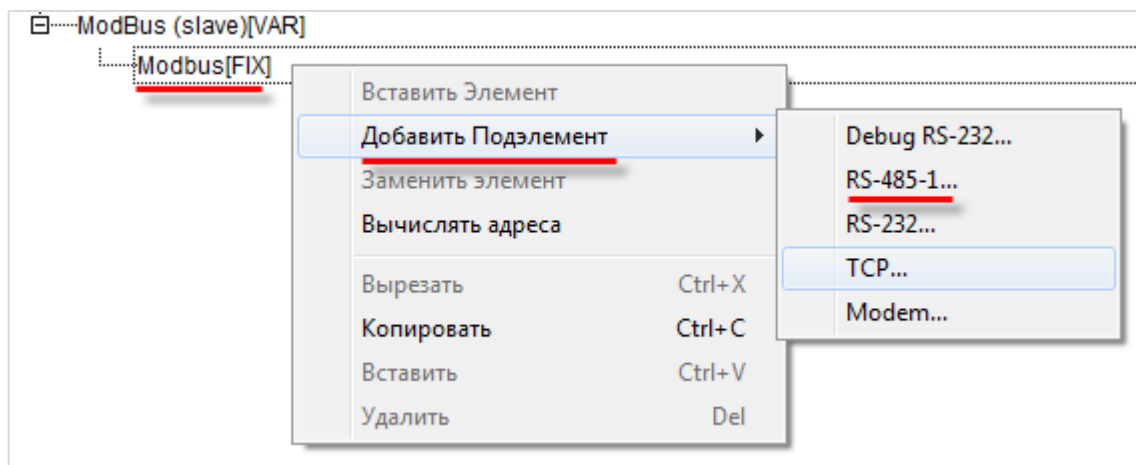 ModBus (slave)[VAR]
Modbus[FIX]
Вставить Элемент
Добавить Подэлемент
Заменить элемент
Вычислять адреса
Вырезать Ctrl+X
Копировать Ctrl+C
Вставить Ctrl+V
Удалить Del
Debug RS-232...
RS-485-1...
RS-232...
TCP...
Modem...